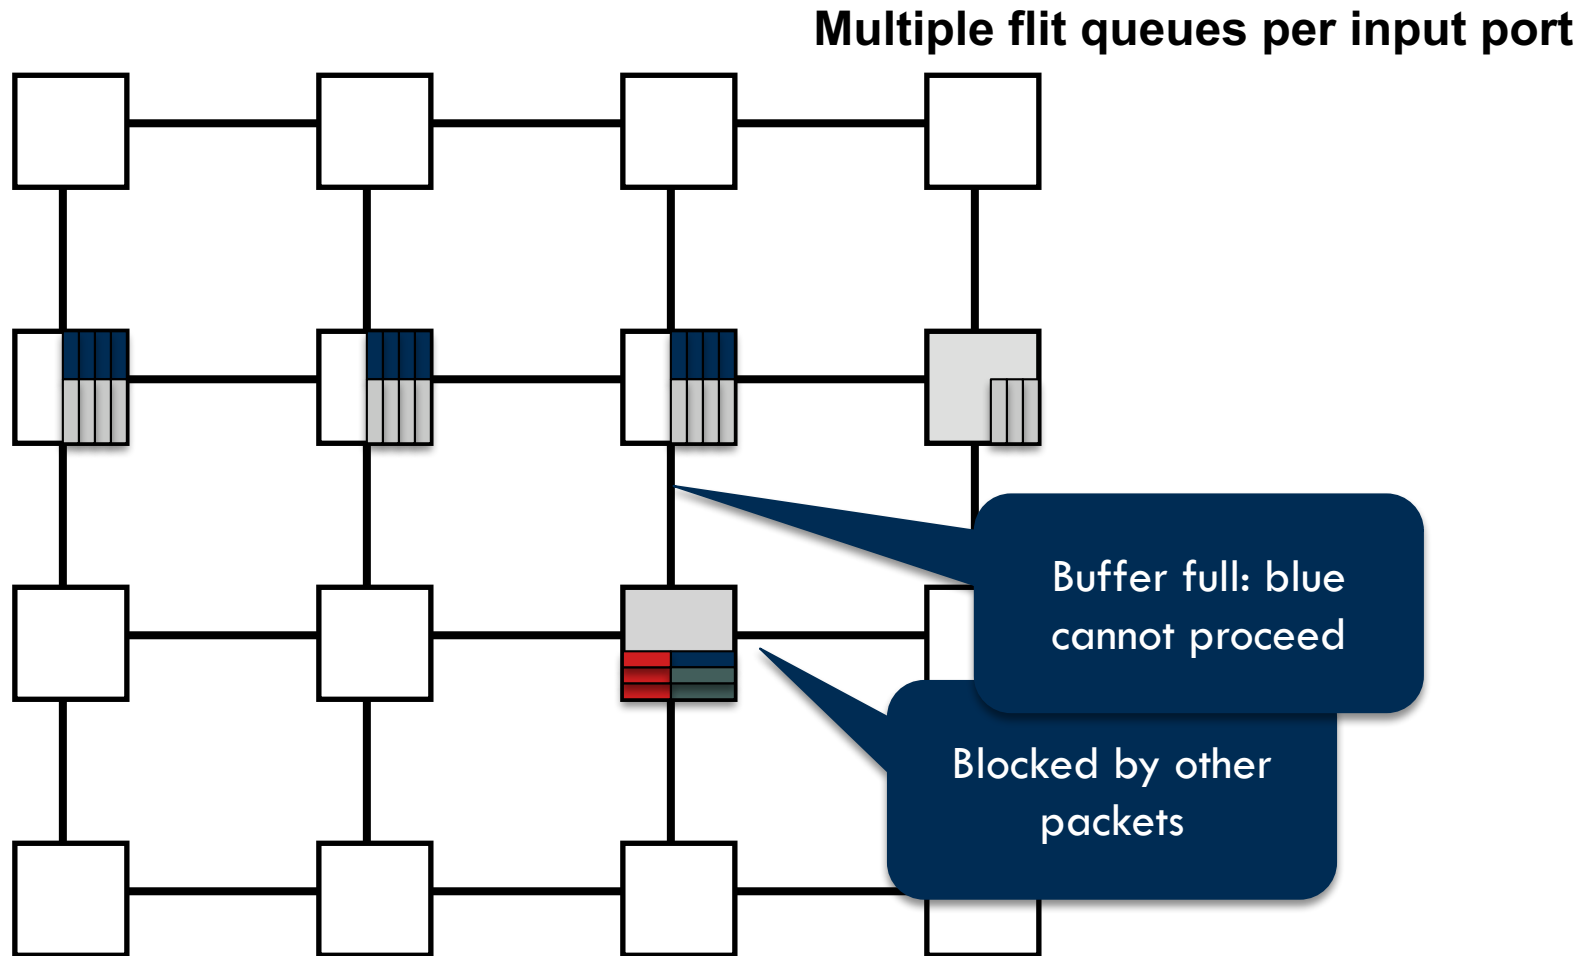 Multiple flit queues per input port
Buffer full: blue
cannot proceed
Blocked by other
packets